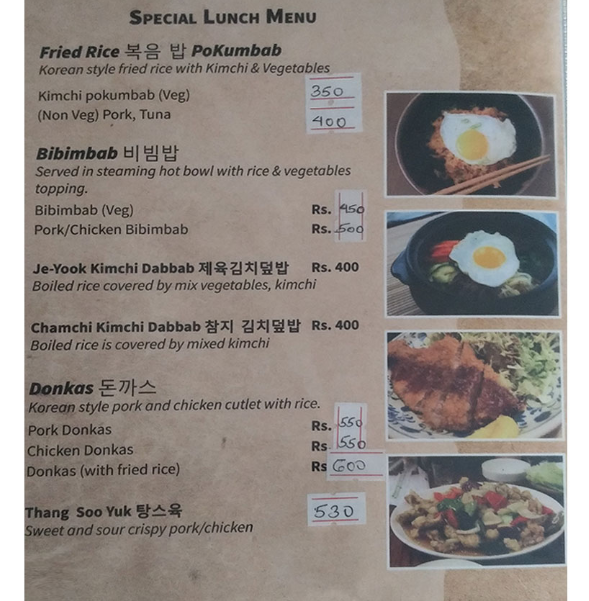 SPECIAL LUNCH MENU
Fried Rice 복음 밥 PoKumbab
Korean style fried rice with Kimchi & Vegetables
Kimchi pokumbab (Veg) 350
(Non Veg) Pork, Tuna 400
Bibimbab 비빔밥
Served in steaming hot bowl with rice & vegetables
topping.
Bibimbab (Veg) Rs. 450
Pork/Chicken Bibimbab Rs. 500
Je-Yook Kimchi Dabbab 제육김치덮밥 Rs. 400
Boiled rice covered by mix vegetables, kimchi
Chamchi Kimchi Dabbab 참지 김치덮밥 Rs. 400
Boiled rice is covered by mixed kimchi
Donkas 돈까스
Korean style pork and chicken cutlet with rice.
Pork Donkas Rs. 550
Chicken Donkas Rs 550
Donkas (with fried rice) Rs 600
Thang Soo Yuk 탕스육 530
Sweet and sour crispy pork/chicken